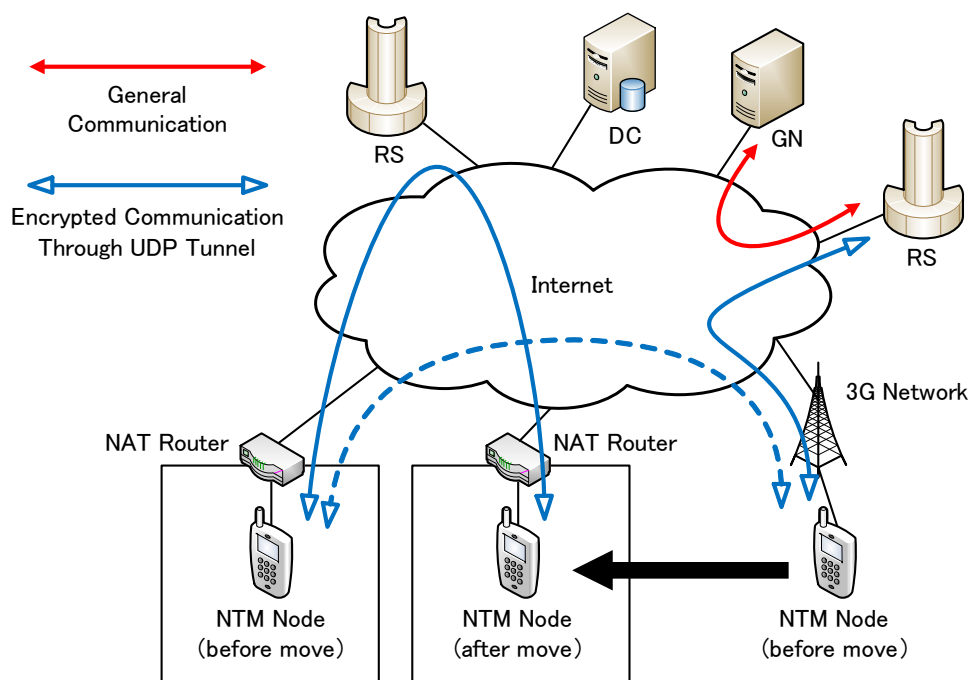 General
Communication
Encrypted Communication
Through UDP Tunnel
RS
DC
GN
RS
Internet
3G Network
NAT Router
NAT Router
NTM Node
(before move)
NTM Node
(after move)
NTM Node
(before move)